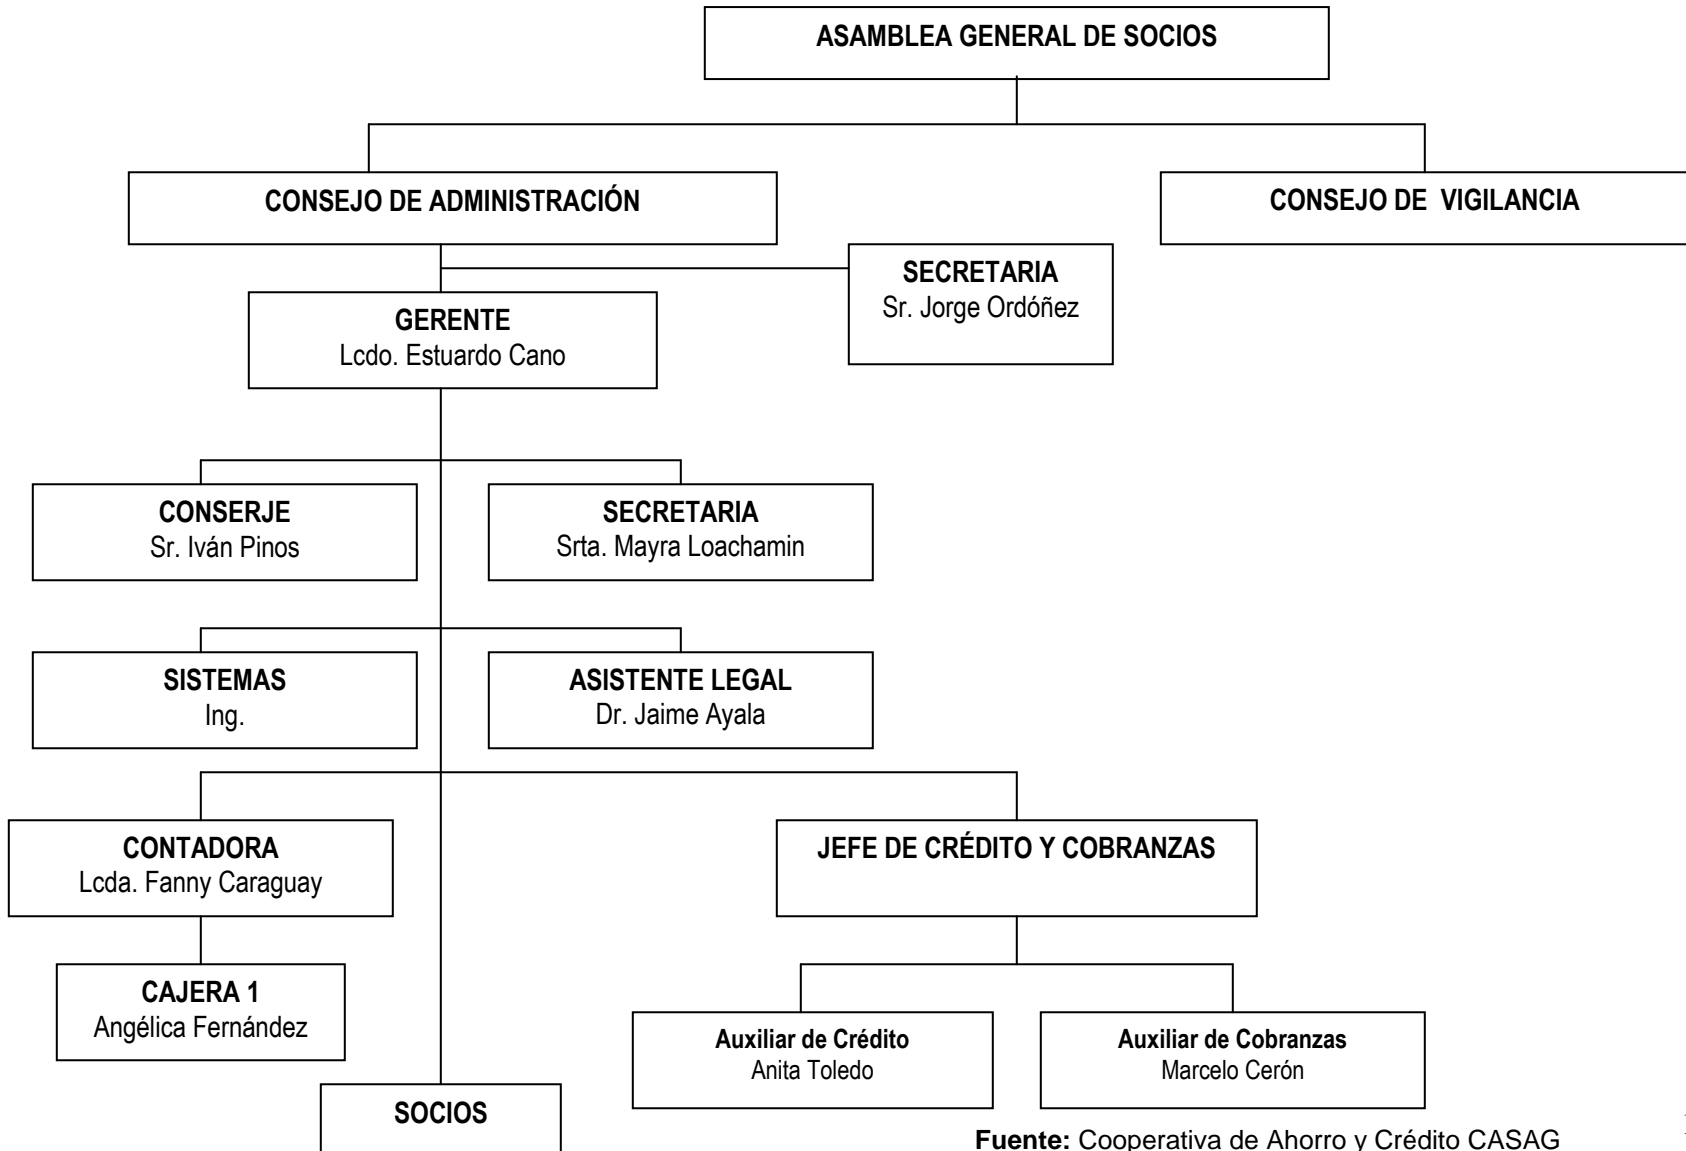 ASAMBLEA GENERAL DE SOCIOS
CONSEJO DE ADMINISTRACIÓN
CONSEJO DE VIGILANCIA
SECRETARIA
Sr. Jorge Ordóñez
GERENTE
Lcdo. Estuardo Cano
CONSERJE
Sr. Iván Pinos
SECRETARIA
Srta. Mayra Loachamin
SISTEMAS
Ing.
ASISTENTE LEGAL
Dr. Jaime Ayala
CONTADORA
Lcda. Fanny Caraguay
JEFE DE CRÉDITO Y COBRANZAS
CAJERA 1
Angélica Fernández
Auxiliar de Crédito
Anita Toledo
Auxiliar de Cobranzas
Marcelo Cerón
SOCIOS
Fuente: Cooperativa de Ahorro y Crédito CASAG